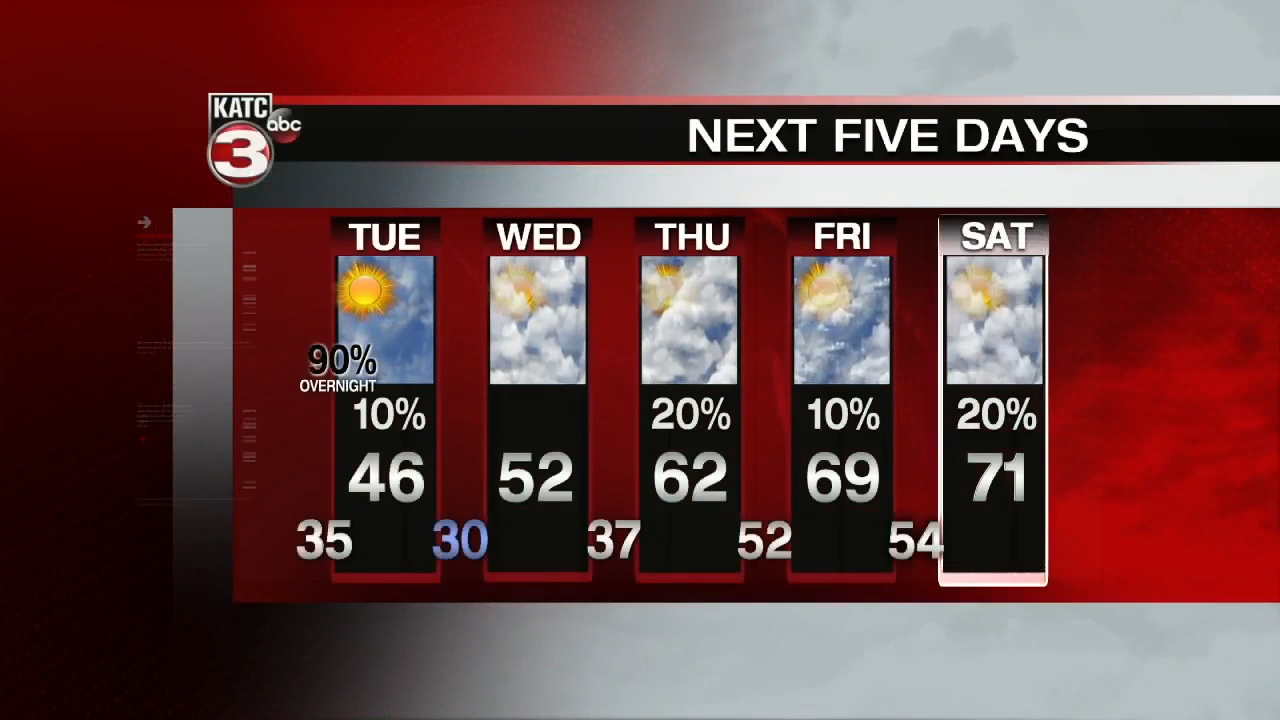 KATC
abc
3
NEXT FIVE DAYS
TUE WED THU FRI SAT
90%
OVERNIGHT
10% 20% 10% 20%
46 52 62 69 71
35 30 37 52 54